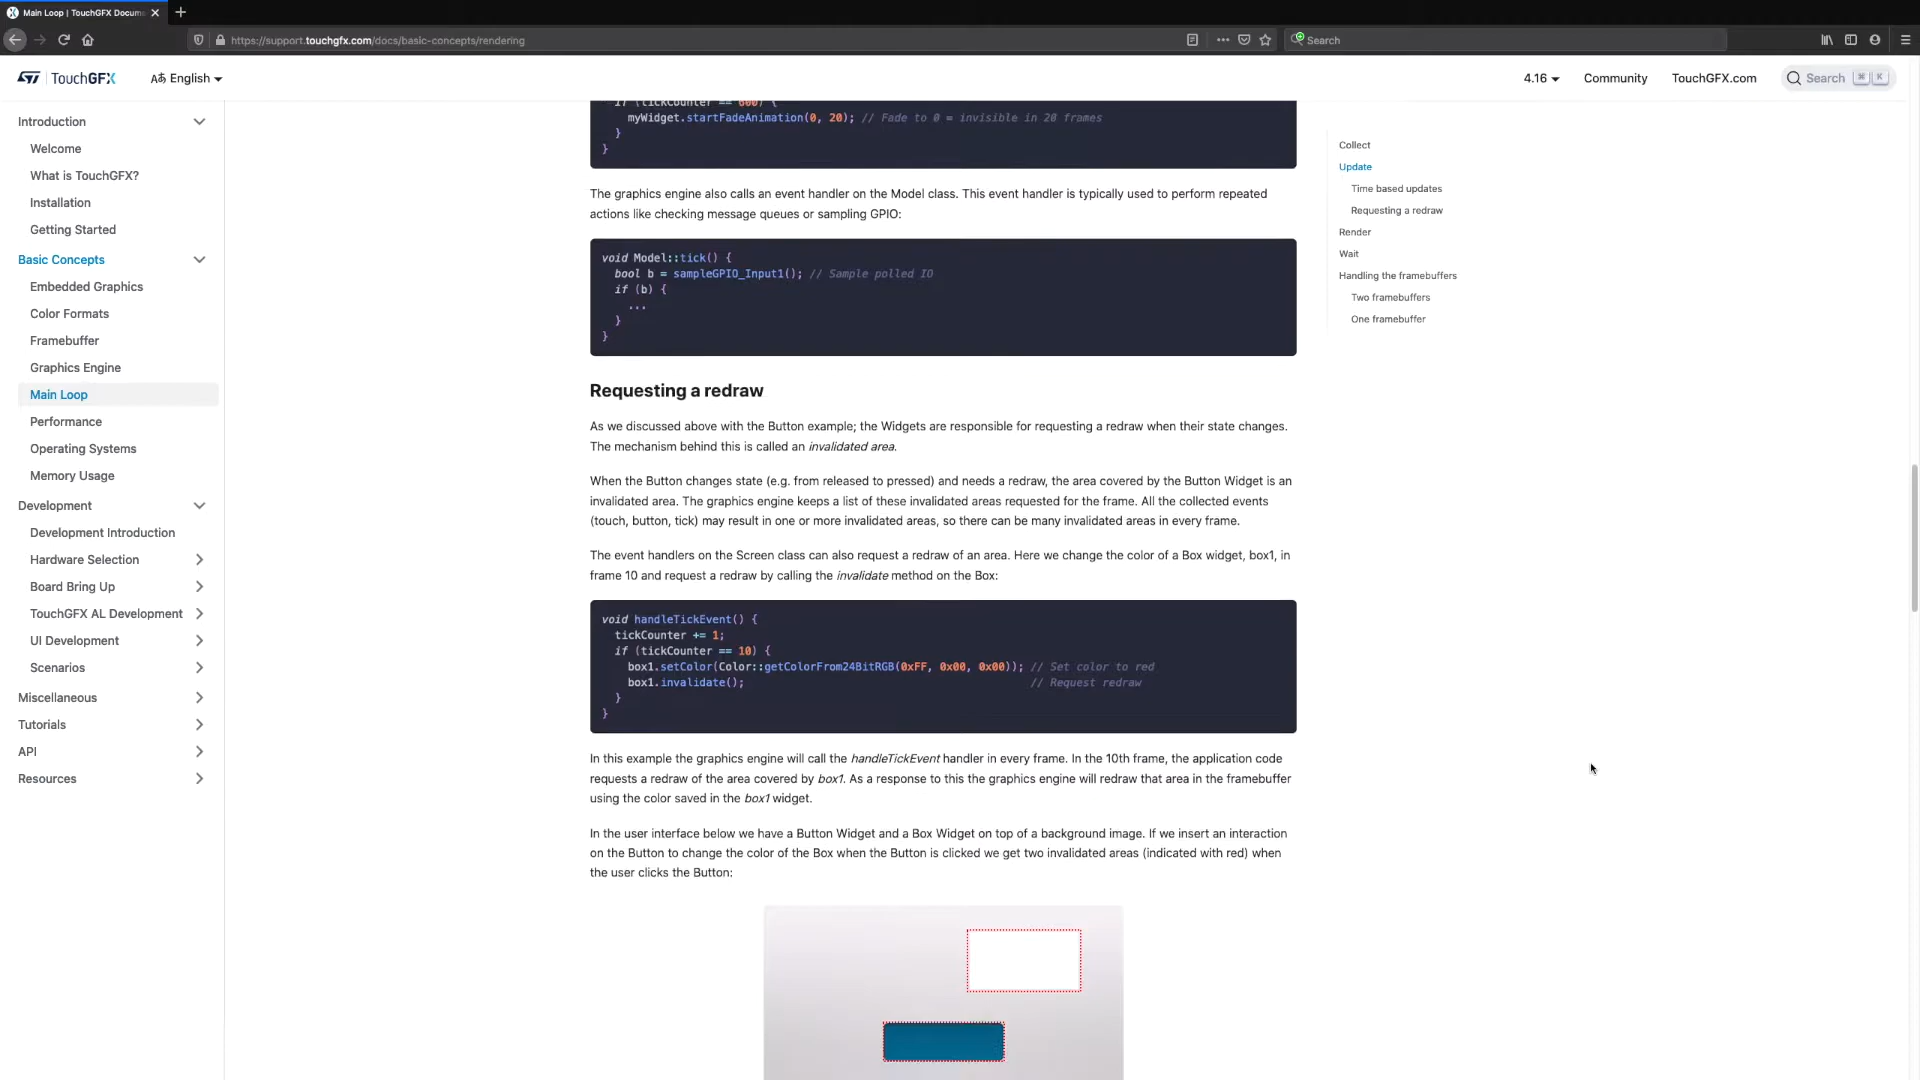 Main Loop | TouchGFX Docume
https://support.touchgfx.com/docs/basic-concepts/rendering
Search
TouchGFX
English
4.16
Community
TouchGFX.com
Search
K
Introduction
Welcome
What is TouchGFX?
Installation
Getting Started
Basic Concepts
Embedded Graphics
Color Formats
Framebuffer
Graphics Engine
Main Loop
Performance
Operating Systems
Memory Usage
Development
Development Introduction
Hardware Selection
Board Bring Up
TouchGFX AL Development
UI Development
Scenarios
Miscellaneous
Tutorials
API
Resources
if (tickCounter == 600) {
myWidget.startFadeAnimation(0, 20); // Fade to 0 = invisible in 20 frames
}
}
The graphics engine also calls an event handler on the Model class. This event handler is typically used to perform repeated
actions like checking message queues or sampling GPIO:
void Model::tick() {
bool b = sampleGPIO_Input1(); // Sample polled IO
if (b) {
...
}
}
Requesting a redraw
As we discussed above with the Button example; the Widgets are responsible for requesting a redraw when their state changes.
The mechanism behind this is called an invalidated area.
When the Button changes state (e.g. from released to pressed) and needs a redraw, the area covered by the Button Widget is an
invalidated area. The graphics engine keeps a list of these invalidated areas requested for the frame. All the collected events
(touch, button, tick) may result in one or more invalidated areas, so there can be many invalidated areas in every frame.
The event handlers on the Screen class can also request a redraw of an area. Here we change the color of a Box widget, box1, in
frame 10 and request a redraw by calling the invalidate method on the Box:
void handleTickEvent() {
tickCounter += 1;
if (tickCounter == 10) {
box1.setColor(Color::getColorFrom24BitRGB(0xFF, 0x00, 0x00)); // Set color to red
box1.invalidate(); // Request redraw
}
}
In this example the graphics engine will call the handleTickEvent handler in every frame. In the 10th frame, the application code
requests a redraw of the area covered by box1. As a response to this the graphics engine will redraw that area in the framebuffer
using the color saved in the box1 widget.
In the user interface below we have a Button Widget and a Box Widget on top of a background image. If we insert an interaction
on the Button to change the color of the Box when the Button is clicked we get two invalidated areas (indicated with red) when
the user clicks the Button:
Collect
Update
Time based updates
Requesting a redraw
Render
Wait
Handling the framebuffers
Two framebuffers
One framebuffer